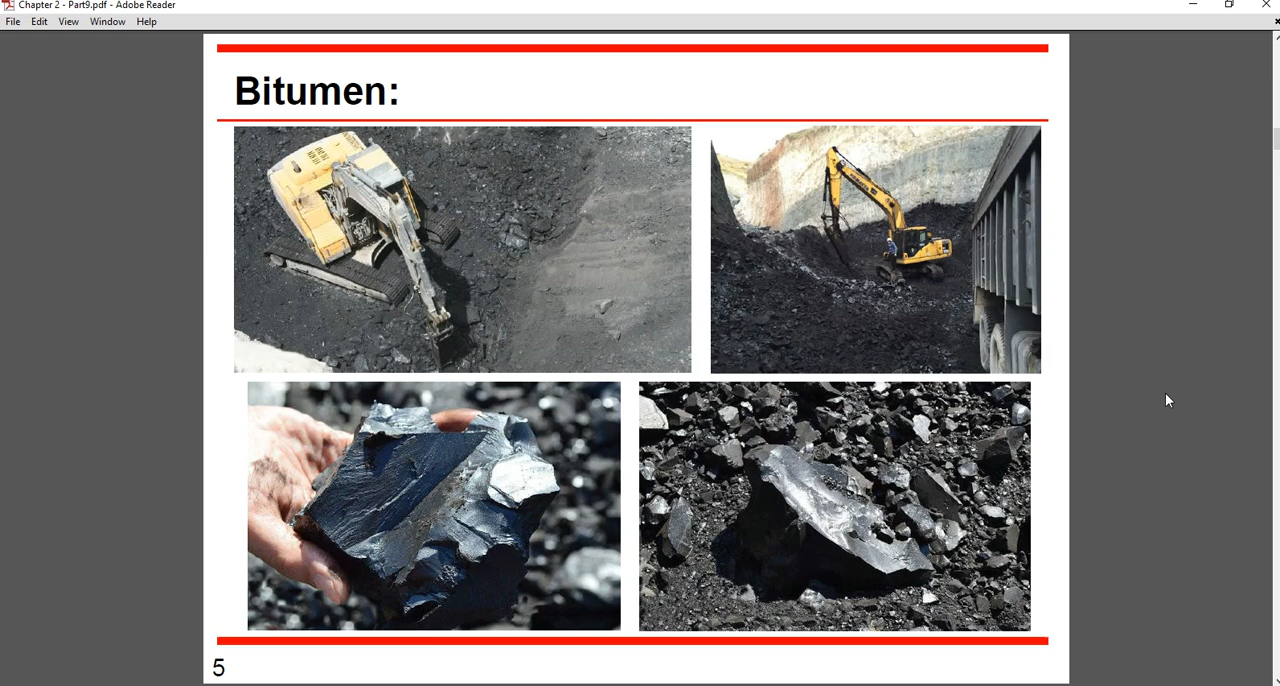 Chapter 2 - Part9.pdf - Adobe Reader
File Edit View Window Help
Bitumen:
5